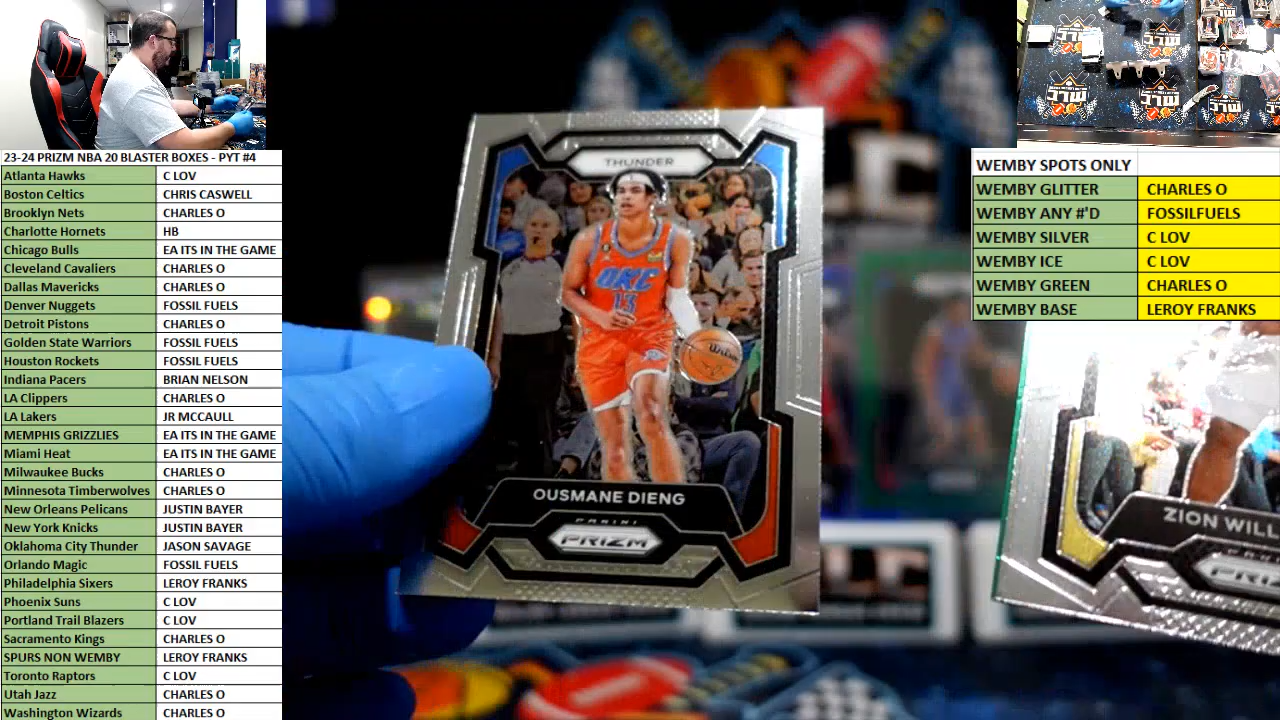 23-24 PRIZM NBA 20 BLASTER BOXES - PYT #4
Atlanta Hawks C LOV
Boston Celtics CHRIS CASWELL
Brooklyn Nets CHARLES O
Charlotte Hornets HB
Chicago Bulls EA ITS IN THE GAME
Cleveland Cavaliers CHARLES O
Dallas Mavericks CHARLES O
Denver Nuggets FOSSIL FUELS
Detroit Pistons CHARLES O
Golden State Warriors FOSSIL FUELS
Houston Rockets FOSSIL FUELS
Indiana Pacers BRIAN NELSON
LA Clippers CHARLES O
LA Lakers JR MCCAULL
MEMPHIS GRIZZLIES EA ITS IN THE GAME
Miami Heat EA ITS IN THE GAME
Milwaukee Bucks CHARLES O
Minnesota Timberwolves CHARLES O
New Orleans Pelicans JUSTIN BAYER
New York Knicks JUSTIN BAYER
Oklahoma City Thunder JASON SAVAGE
Orlando Magic FOSSIL FUELS
Philadelphia Sixers LEROY FRANKS
Phoenix Suns C LOV
Portland Trail Blazers C LOV
Sacramento Kings CHARLES O
SPURS NON WEMBY LEROY FRANKS
Toronto Raptors C LOV
Utah Jazz CHARLES O
Washington Wizards CHARLES O
THUNDER
OKC
13
Wilson
OUSMANE DIENG
PANINI
PRIZM
WEMBY SPOTS ONLY
WEMBY GLITTER CHARLES O
WEMBY ANY #'D FOSSILFUELS
WEMBY SILVER C LOV
WEMBY ICE C LOV
WEMBY GREEN CHARLES O
WEMBY BASE LEROY FRANKS
ZION WILL